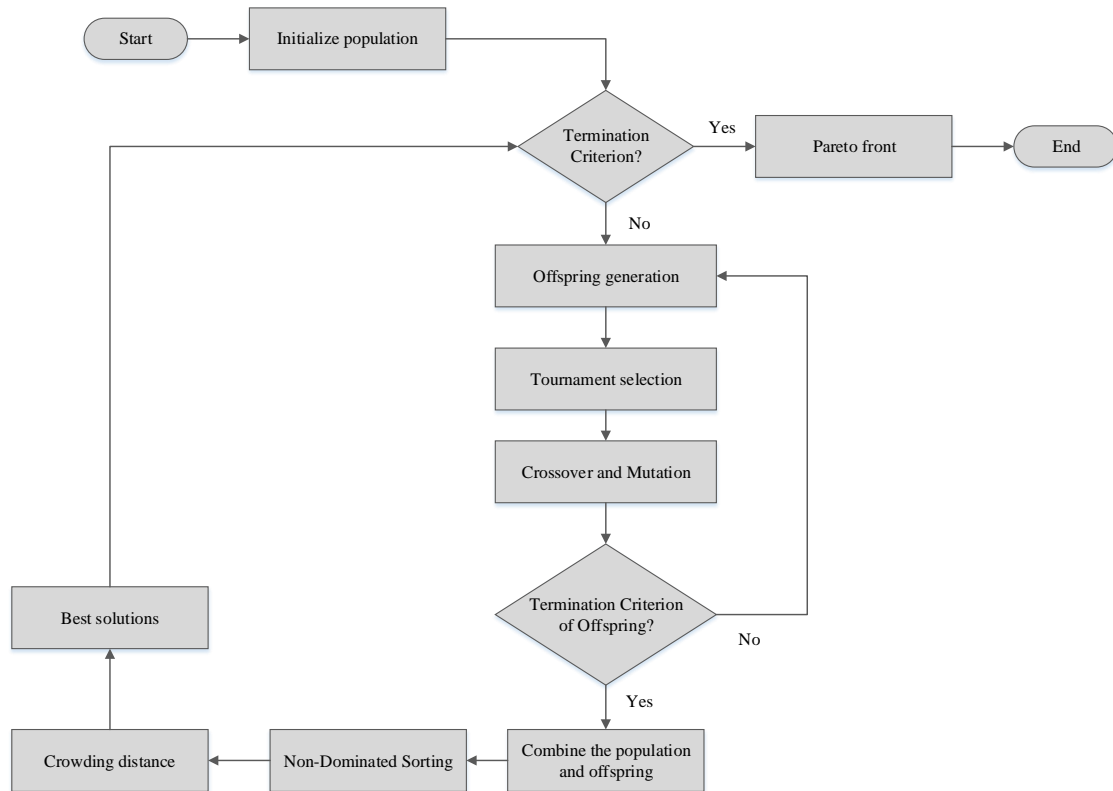 Start
Initialize population
Termination
Criterion?
Yes
Pareto front
End
No
Offspring generation
Tournament selection
Crossover and Mutation
Termination Criterion
of Offspring?
No
Yes
Combine the population
and offspring
Non-Dominated Sorting
Crowding distance
Best solutions